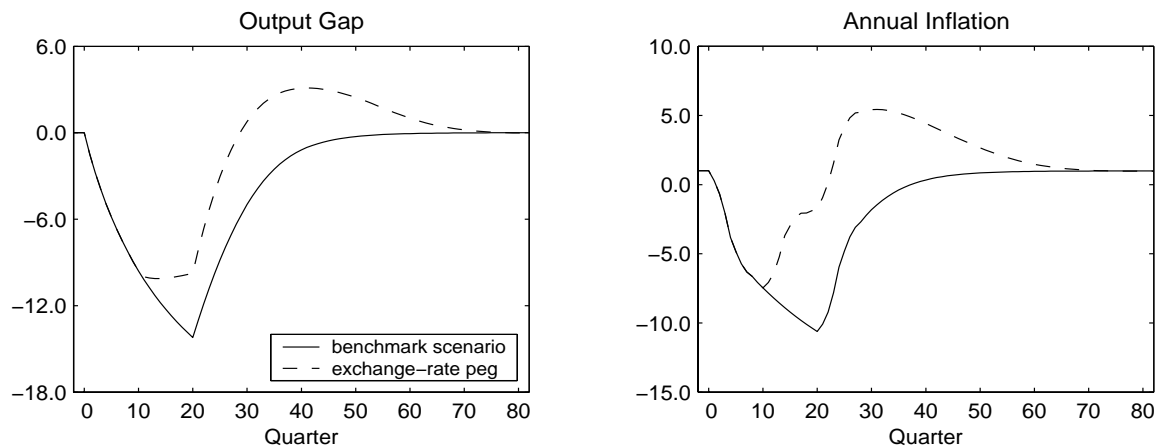 Output Gap
6.0
0.0
−6.0
−12.0
−18.0
0 10 20 30 40 50 60 70 80
Quarter
benchmark scenario
exchange−rate peg
Annual Inflation
10.0
5.0
0.0
−5.0
−10.0
−15.0
0 10 20 30 40 50 60 70 80
Quarter